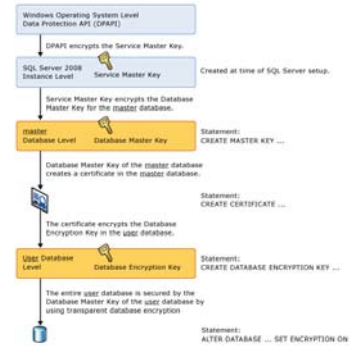 Windows Operating System Level
Data Protection API (DPAPI)
DPAPI encrypts the Service Master Key.
SQL Server 2008
Instance Level
Service Master Key
Created at time of SQL Server setup.
Service Master Key encrypts the Database
Master Key for the master database.
master
Database Level
Database Master Key
Statement:
CREATE MASTER KEY ...
Database Master Key of the master database
creates a certificate in the master database.
Statement:
CREATE CERTIFICATE ...
The certificate encrypts the Database
Encryption Key in the user database.
User Database
Level
Database Encryption Key
Statement:
CREATE DATABASE ENCRYPTION KEY ...
The entire user database is secured by the
Database Master Key of the user database by
using transparent database encryption
Statement:
ALTER DATABASE ... SET ENCRYPTION ON